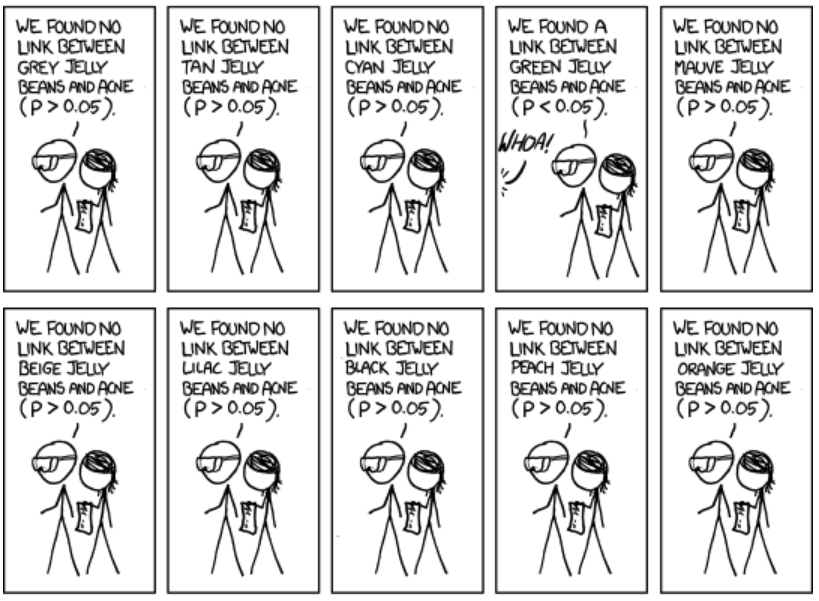 WE FOUND NO
LINK BETWEEN
GREY JELLY
BEANS AND ACNE
(P > 0.05).
WE FOUND NO
LINK BETWEEN
TAN JELLY
BEANS AND ACNE
(P > 0.05).
WE FOUND NO
LINK BETWEEN
CYAN JELLY
BEANS AND ACNE
(P > 0.05).
WE FOUND A
LINK BETWEEN
GREEN JELLY
BEANS AND ACNE
(P < 0.05).
WHOA!
WE FOUND NO
LINK BETWEEN
MAUVE JELLY
BEANS AND ACNE
(P > 0.05).
WE FOUND NO
LINK BETWEEN
BEIGE JELLY
BEANS AND ACNE
(P > 0.05).
WE FOUND NO
LINK BETWEEN
LILAC JELLY
BEANS AND ACNE
(P > 0.05).
WE FOUND NO
LINK BETWEEN
BLACK JELLY
BEANS AND ACNE
(P > 0.05).
WE FOUND NO
LINK BETWEEN
PEACH JELLY
BEANS AND ACNE
(P > 0.05).
WE FOUND NO
LINK BETWEEN
ORANGE JELLY
BEANS AND ACNE
(P > 0.05).